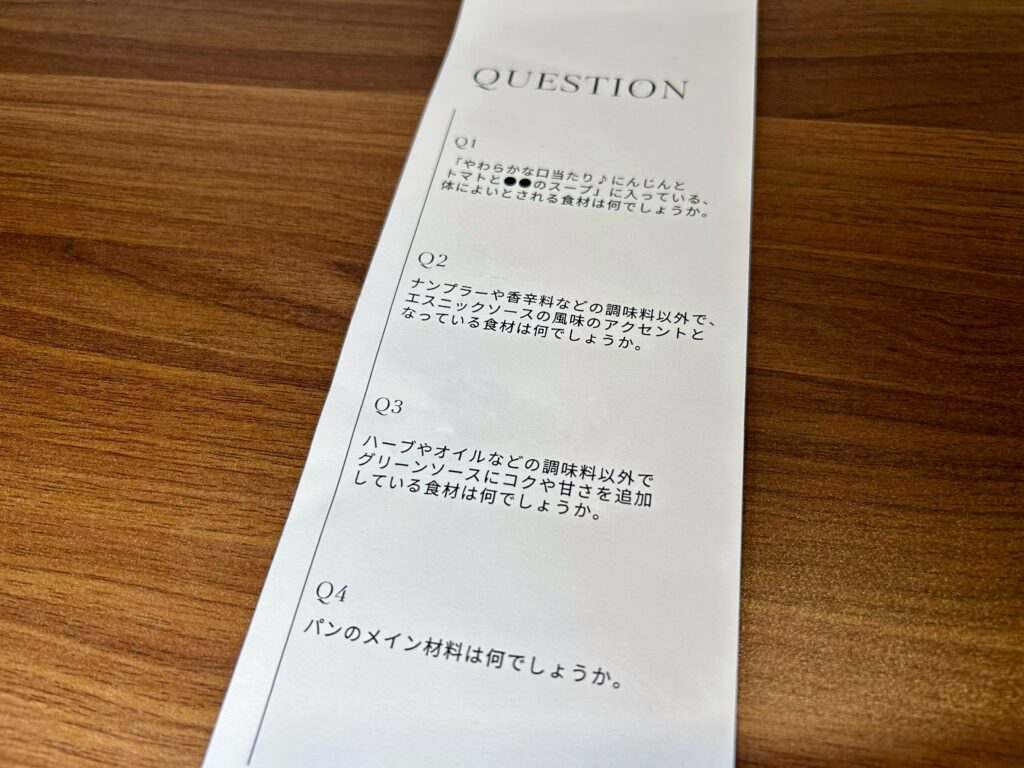 QUESTION
Q1
「やわらかな口当たり♪にんじんと
トマトと●●のスープ」に入っている、
体によいとされる食材は何でしょうか。
Q2
ナンプラーや香辛料などの調味料以外で、
エスニックソースの風味のアクセントと
なっている食材は何でしょうか。
Q3
ハーブやオイルなどの調味料以外で
グリーンソースにコクや甘さを追加
している食材は何でしょうか。
Q4
パンのメイン材料は何でしょうか。